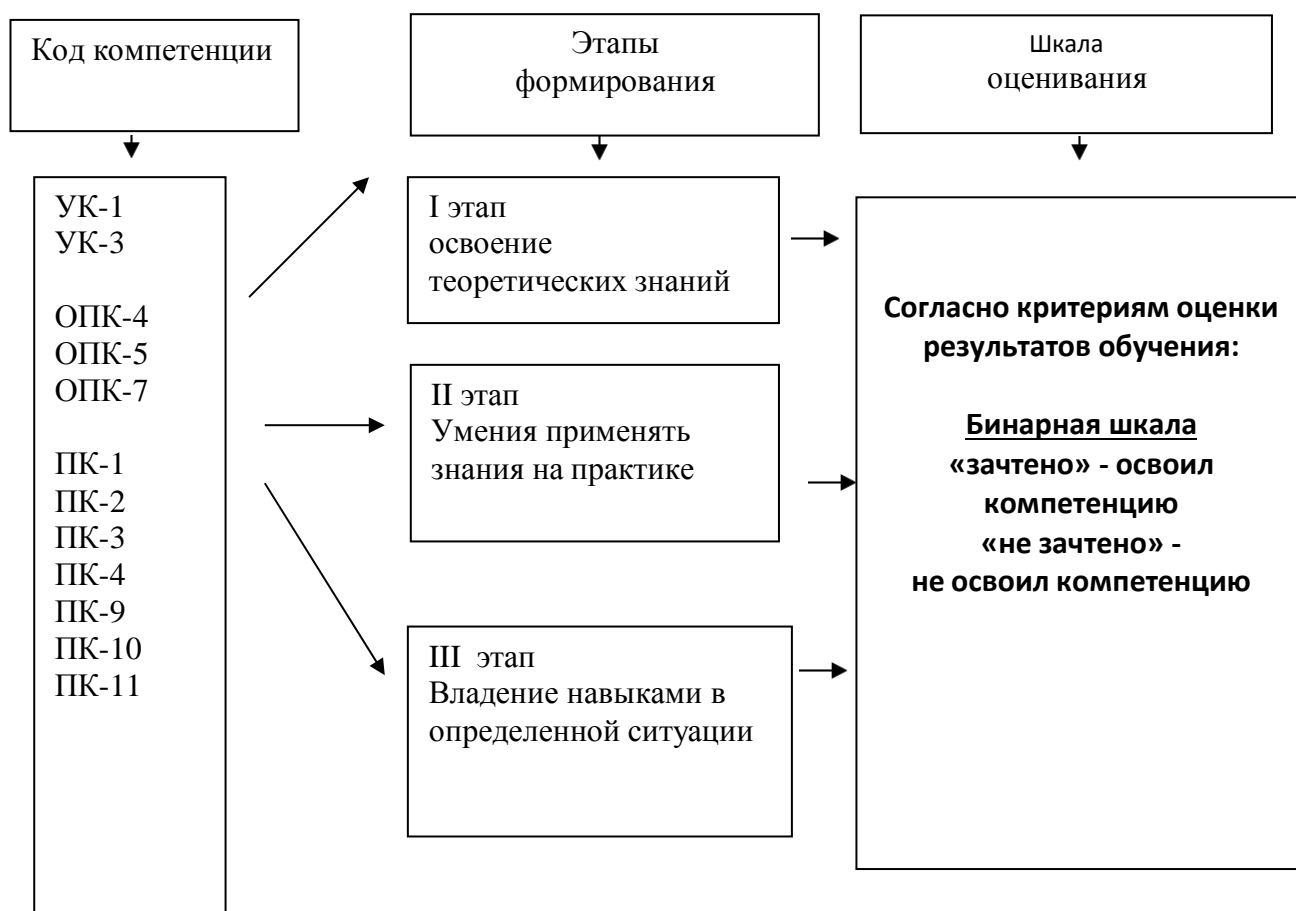 Код компетенции
Этапы
формирования
Шкала
оценивания
УК-1
УК-3
ОПК-4
ОПК-5
ОПК-7
ПК-1
ПК-2
ПК-3
ПК-4
ПК-9
ПК-10
ПК-11
I этап
освоение
теоретических знаний
II этап
Умения применять
знания на практике
III этап
Владение навыками в
определенной ситуации
Согласно критериям оценки
результатов обучения:
Бинарная шкала
«зачтено» - освоил
компетенцию
«не зачтено» -
не освоил компетенцию